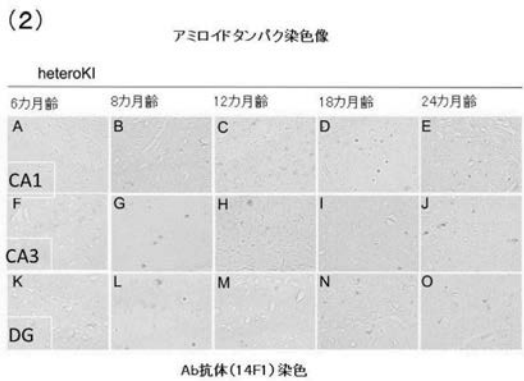 (2)
アミロイドタンパク染色像
heteroKI
6カ月齢 8カ月齢 12カ月齢 18カ月齢 24カ月齢
A B C D E
CA1
F G H I J
CA3
K L M N O
DG
Ab抗体(14F1)染色